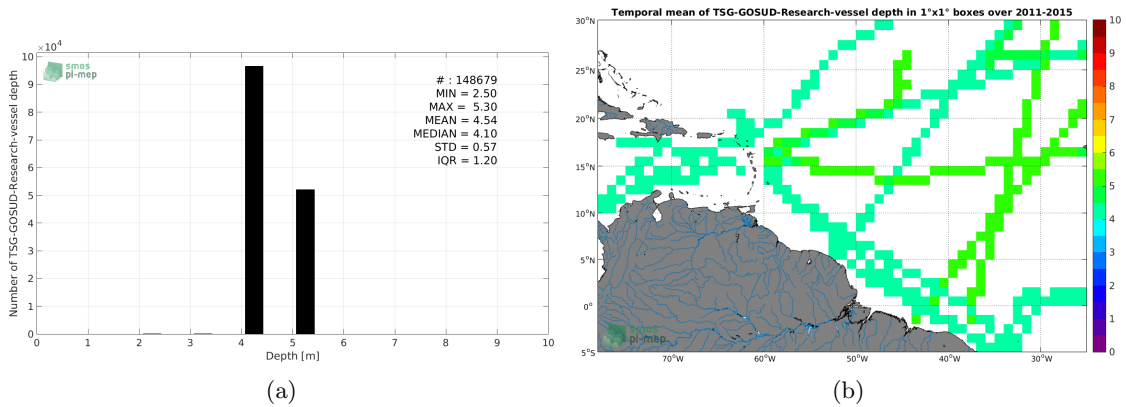 Number of TSG-GOSUD-Research-vessel depth
×10⁴
10
9
8
7
6
5
4
3
2
1
0
smos
pi-mep
# : 148679
MIN = 2.50
MAX = 5.30
MEAN = 4.54
MEDIAN = 4.10
STD = 0.57
IQR = 1.20
0 1 2 3 4 5 6 7 8 9 10
Depth [m]
(a)
Temporal mean of TSG-GOSUD-Research-vessel depth in 1°x1° boxes over 2011-2015
30°N
25°N
20°N
15°N
10°N
5°N
0°
5°S
70°W 60°W 50°W 40°W 30°W
smos
pi-mep
10
9
8
7
6
5
4
3
2
1
0
(b)